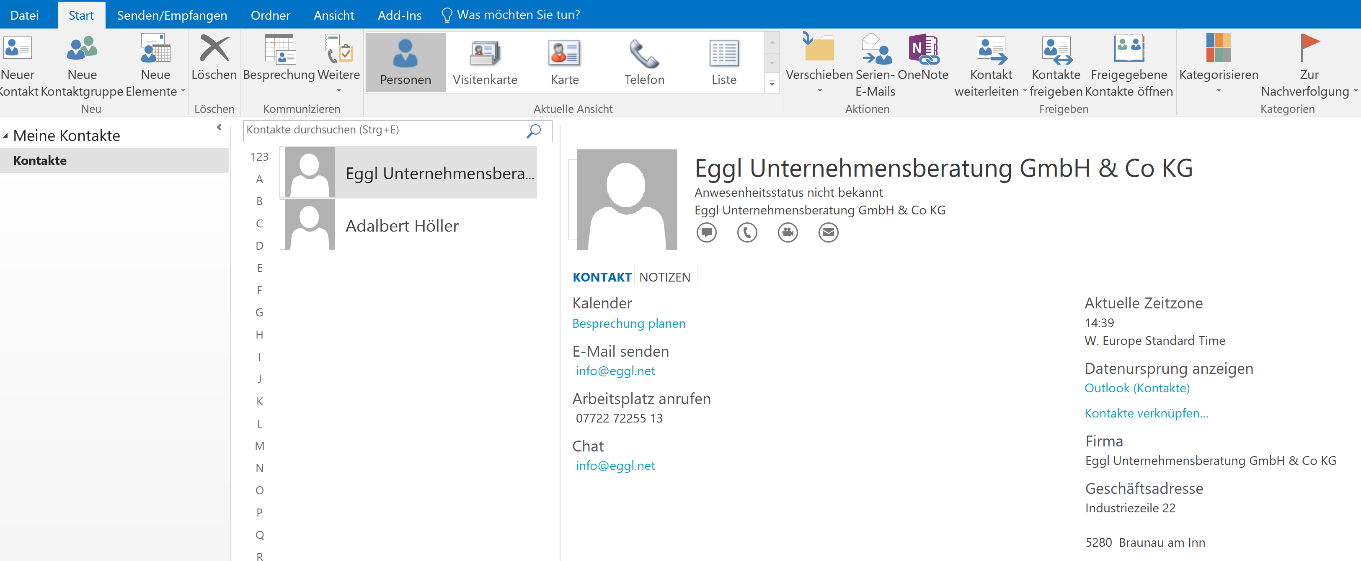 Datei Start Senden/Empfangen Ordner Ansicht Add-Ins Was möchten Sie tun?
Neuer Kontakt
Neue Kontaktgruppe
Neue Elemente
Neu
Löschen
Löschen
Besprechung
Weitere
Kommunizieren
Personen
Visitenkarte
Karte
Telefon
Liste
Aktuelle Ansicht
Verschieben
Serien-E-Mails
OneNote
Aktionen
Kontakt weiterleiten
Kontakte freigeben
Freigegebene Kontakte öffnen
Freigeben
Kategorisieren
Zur Nachverfolgung
Kategorien
Meine Kontakte
Kontakte
Kontakte durchsuchen (Strg+E)
123
A
B
C
D
E
F
G
H
I
J
K
L
M
N
O
P
Q
R
Eggl Unternehmensbera...
Adalbert Höller
Eggl Unternehmensberatung GmbH & Co KG
Anwesenheitsstatus nicht bekannt
Eggl Unternehmensberatung GmbH & Co KG
KONTAKT NOTIZEN
Kalender
Besprechung planen
E-Mail senden
info@eggl.net
Arbeitsplatz anrufen
07722 72255 13
Chat
info@eggl.net
Aktuelle Zeitzone
14:39
W. Europe Standard Time
Datenursprung anzeigen
Outlook (Kontakte)
Kontakte verknüpfen...
Firma
Eggl Unternehmensberatung GmbH & Co KG
Geschäftsadresse
Industriezeile 22
5280 Braunau am Inn